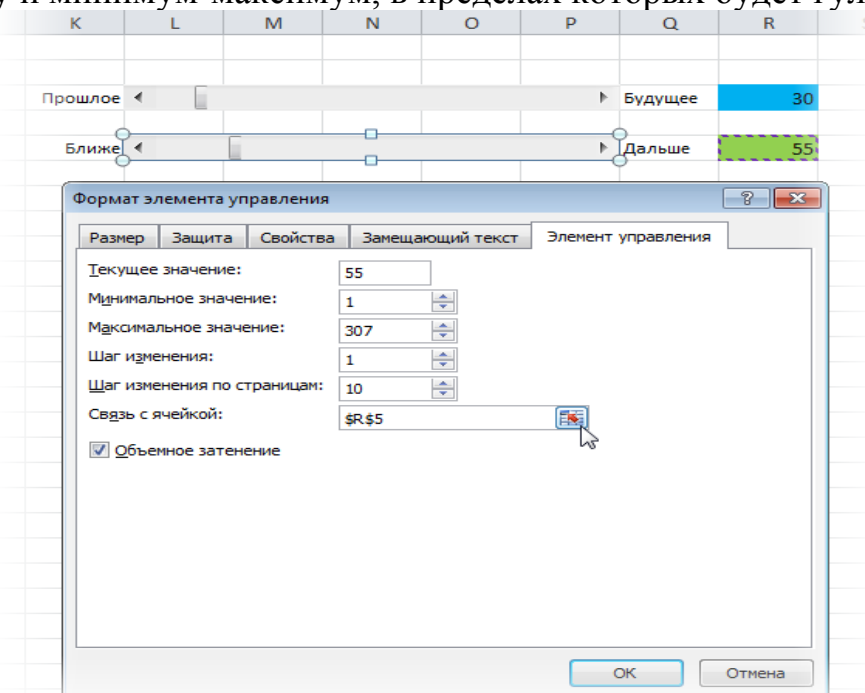 у и минимум-максимум, в пределах которых будет гул
K L M N O P Q R
Прошлое Будущее 30
Ближе Дальше 55
Формат элемента управления
Размер Защита Свойства Замещающий текст Элемент управления
Текущее значение: 55
Минимальное значение: 1
Максимальное значение: 307
Шаг изменения: 1
Шаг изменения по страницам: 10
Связь с ячейкой: $R$5
Объемное затенение
ОК Отмена